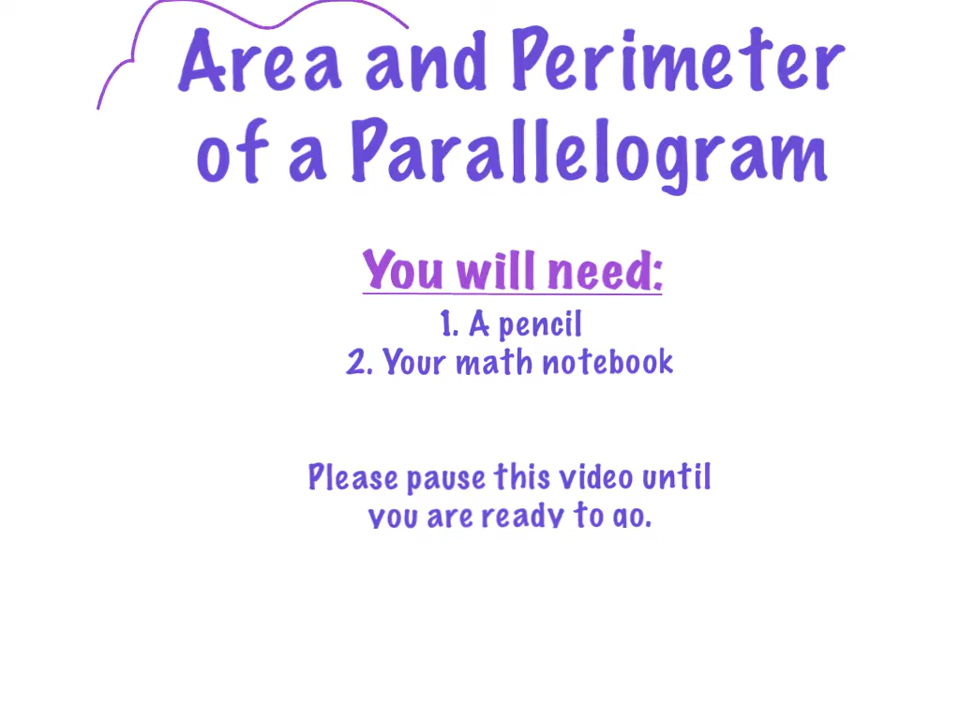 Area and Perimeter
of a Parallelogram
You will need:
1. A pencil
2. Your math notebook
Please pause this video until
you are ready to go.